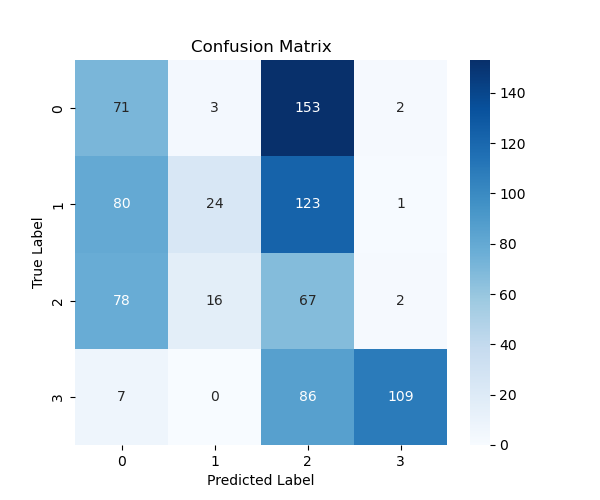 Confusion Matrix
0 71 3 153 2
1 80 24 123 1
2 78 16 67 2
3 7 0 86 109
0 1 2 3
True Label
Predicted Label
140
120
100
80
60
40
20
0